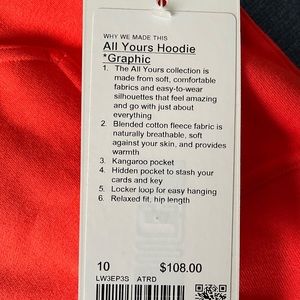 WHY WE MADE THIS
All Yours Hoodie
*Graphic
1. The All Yours collection is
made from soft, comfortable
fabrics and easy-to-wear
silhouettes that feel amazing
and go with just about
everything
2. Blended cotton fleece fabric is
naturally breathable, soft
against your skin, and provides
warmth
3. Kangaroo pocket
4. Hidden pocket to stash your
cards and key
5. Locker loop for easy hanging
6. Relaxed fit, hip length
10 $108.00
LW3EP3S ATRD